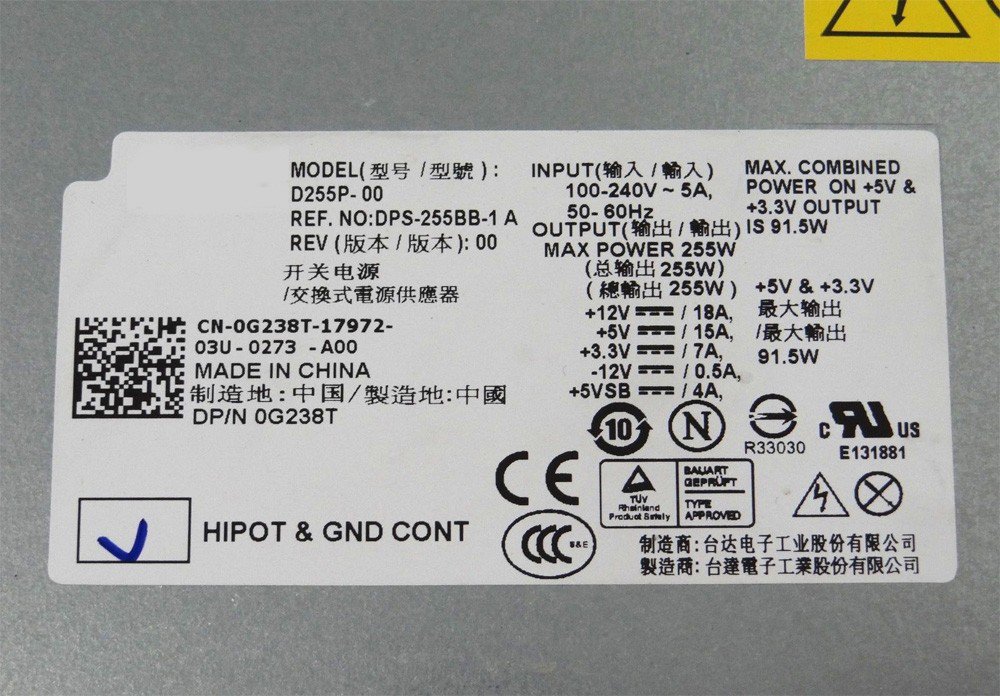 MODEL(型号 /型號):
D255P-00
REF. NO:DPS-255BB-1 A
REV (版本 / 版本): 00
开关电源
/交換式電源供應器
CN-0G238T-17972-
03U-0273 -A00
MADE IN CHINA
制造地:中国/製造地:中國
DP/N 0G238T
INPUT(输入 / 輸入)
100-240V ~ 5A,
50- 60Hz
OUTPUT(输出 / 輸出)
MAX POWER 255W
(总输出 255W)
(總輸出 255W)
+12V / 18A,
+5V / 15A,
+3.3V / 7A,
-12V / 0.5A,
+5VSB / 4A,
MAX. COMBINED
POWER ON +5V &
+3.3V OUTPUT
IS 91.5W
+5V & +3.3V
最大输出
/最大輸出
91.5W
10
N
R33030
C RU US
E131881
CE
TÜV
Rheinland
Product Safety
BAUART
GEPRÜFT
TYPE
APPROVED
CCC S&E
HIPOT & GND CONT
制造商:台达电子工业股份有限公司
製造商:台達電子工業股份有限公司